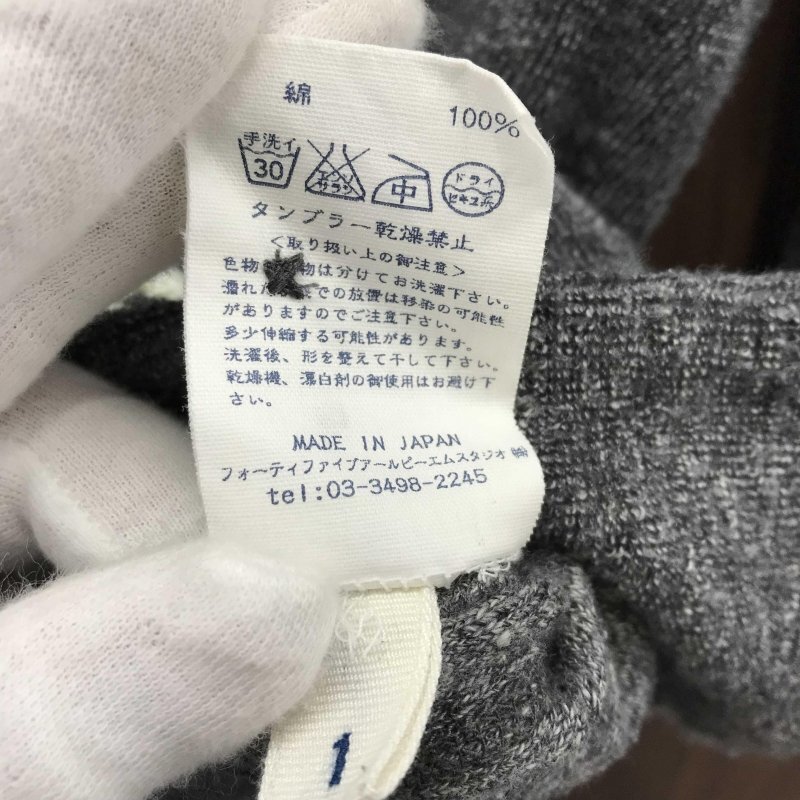 綿 100%
手洗イ
30
エンソ
サラシ
中
ドライ
セキユ系
タンブラー乾燥禁止
<取り扱い上の御注意>
色物 物は分けてお洗濯下さい。
濡れた での放置は移染の可能性
がありますのでご注意下さい。
多少伸縮する可能性があります。
洗濯後、形を整えて干して下さい。
乾燥機、漂白剤の御使用はお避け下
さい。
MADE IN JAPAN
フォーティファイブアールピーエムスタジオ
tel:03-3498-2245
1